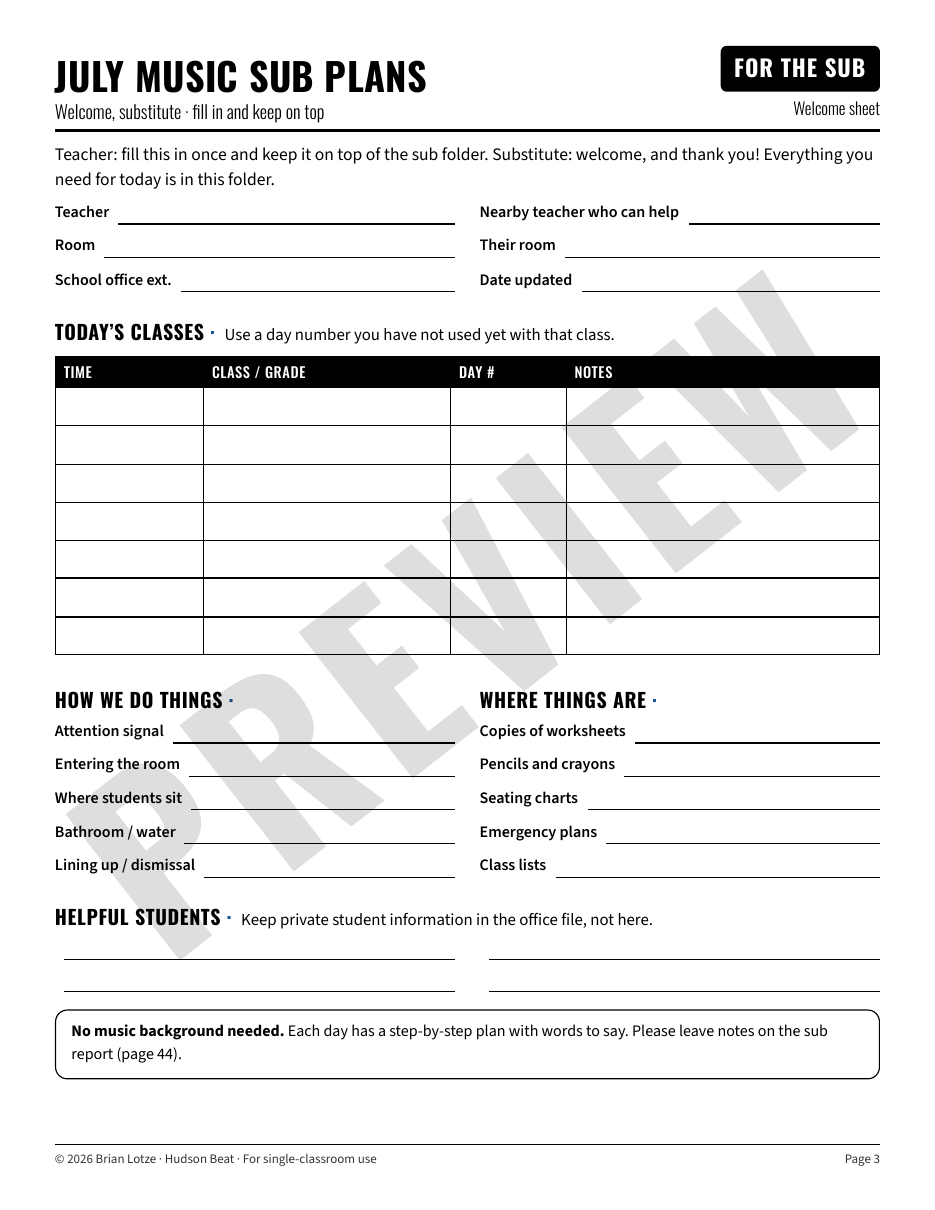 JULY MUSIC SUB PLANS
FOR THE SUB
Welcome, substitute · fill in and keep on top
Welcome sheet
Teacher: fill this in once and keep it on top of the sub folder. Substitute: welcome, and thank you! Everything you
need for today is in this folder.
Teacher
Nearby teacher who can help
Room
Their room
School office ext.
Date updated
TODAY’S CLASSES · Use a day number you have not used yet with that class.
TIME CLASS / GRADE DAY # NOTES
HOW WE DO THINGS ·
Attention signal
Entering the room
Where students sit
Bathroom / water
Lining up / dismissal
WHERE THINGS ARE ·
Copies of worksheets
Pencils and crayons
Seating charts
Emergency plans
Class lists
HELPFUL STUDENTS · Keep private student information in the office file, not here.
No music background needed. Each day has a step-by-step plan with words to say. Please leave notes on the sub
report (page 44).
© 2026 Brian Lotze · Hudson Beat · For single-classroom use
Page 3
PREVIEW